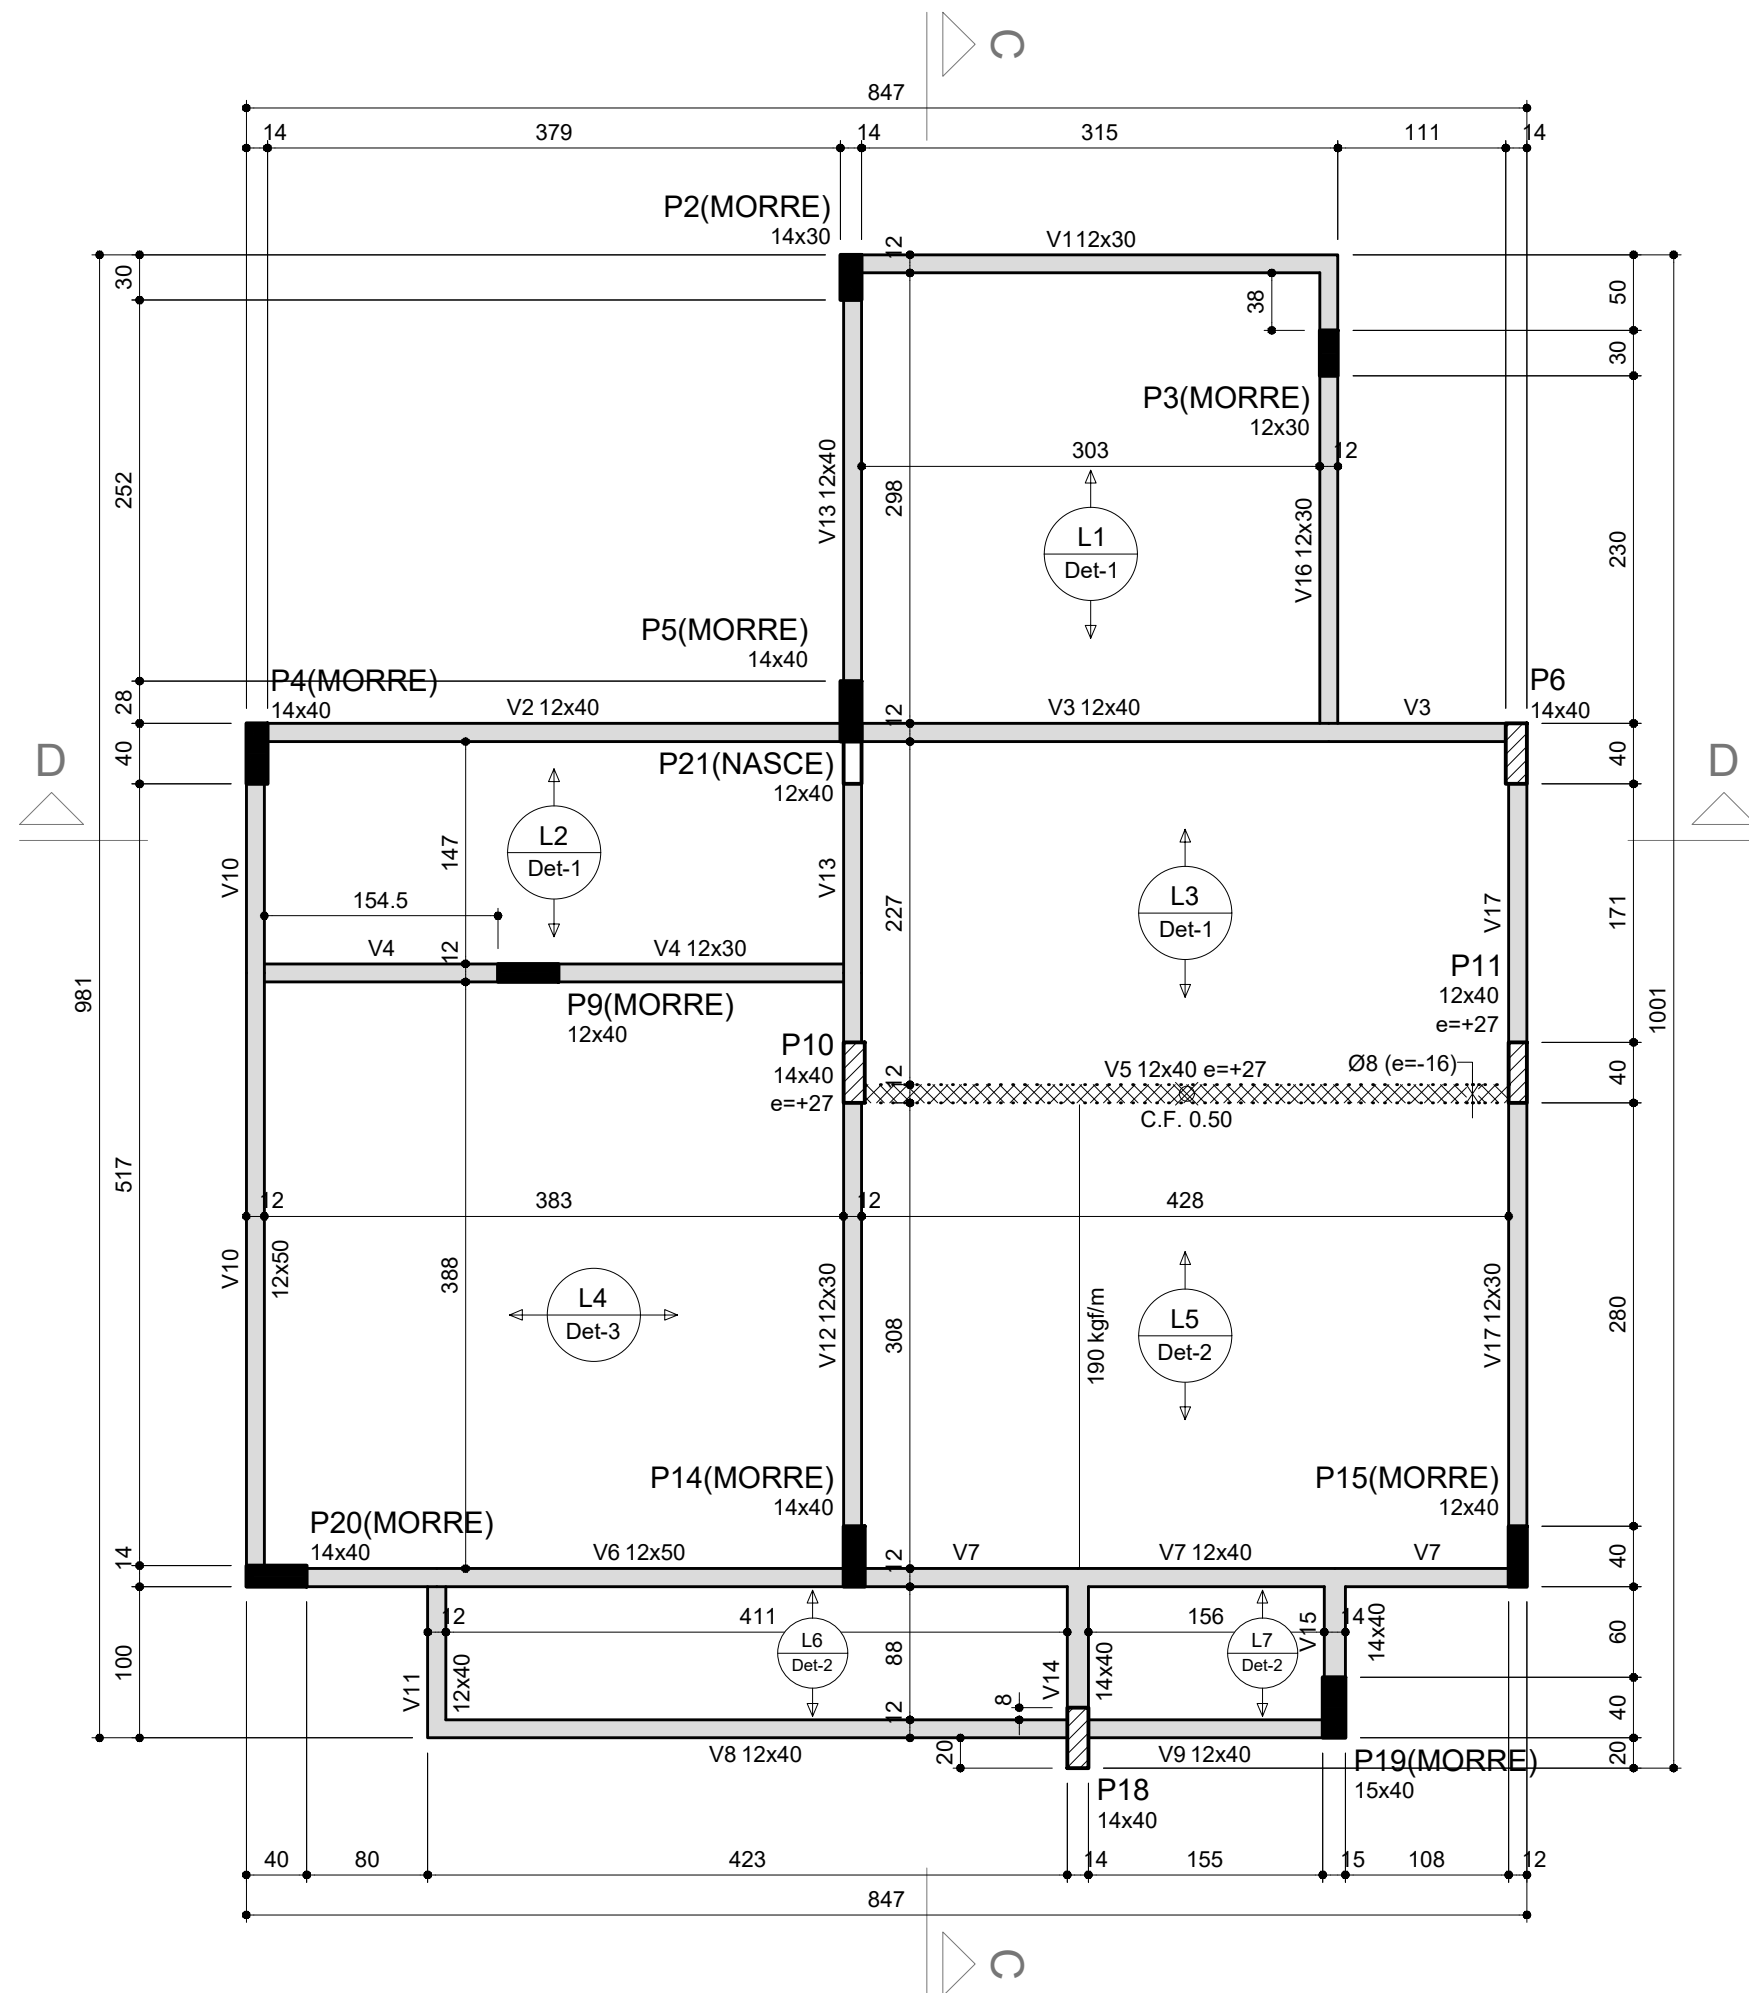 C
847
14
379
14
315
111
14
P2(MORRE)
14x30
12
V112x30
30
38
50
30
P3(MORRE)
12x30
303
12
V13 12x40
298
252
V16 12x30
L1
Det-1
230
P5(MORRE)
14x40
P4(MORRE)
14x40
28
V2 12x40
12
V3 12x40
V3
P6
14x40
D
40
P21(NASCE)
12x40
40
D
L2
Det-1
147
V10
V13
154.5
L3
Det-1
227
V17
171
V4
12
V4 12x30
P9(MORRE)
12x40
P11
12x40
e=+27
981
1001
P10
14x40
e=+27
12
V5 12x40 e=+27
Ø8 (e=-16)
40
C.F. 0.50
517
12
383
12
428
V10
12x50
388
L4
Det-3
V12 12x30
308
190 kgf/m
L5
Det-2
V17 12x30
280
P14(MORRE)
14x40
P15(MORRE)
12x40
P20(MORRE)
14x40
14
V6 12x50
12
V7
V7 12x40
V7
40
12
411
156
14
100
V11
12x40
L6
Det-2
88
8
V14
14x40
L7
Det-2
V15
14x40
60
12
40
V8 12x40
20
V9 12x40
P19(MORRE)
15x40
20
P18
14x40
40
80
423
14
155
15
108
12
847
C